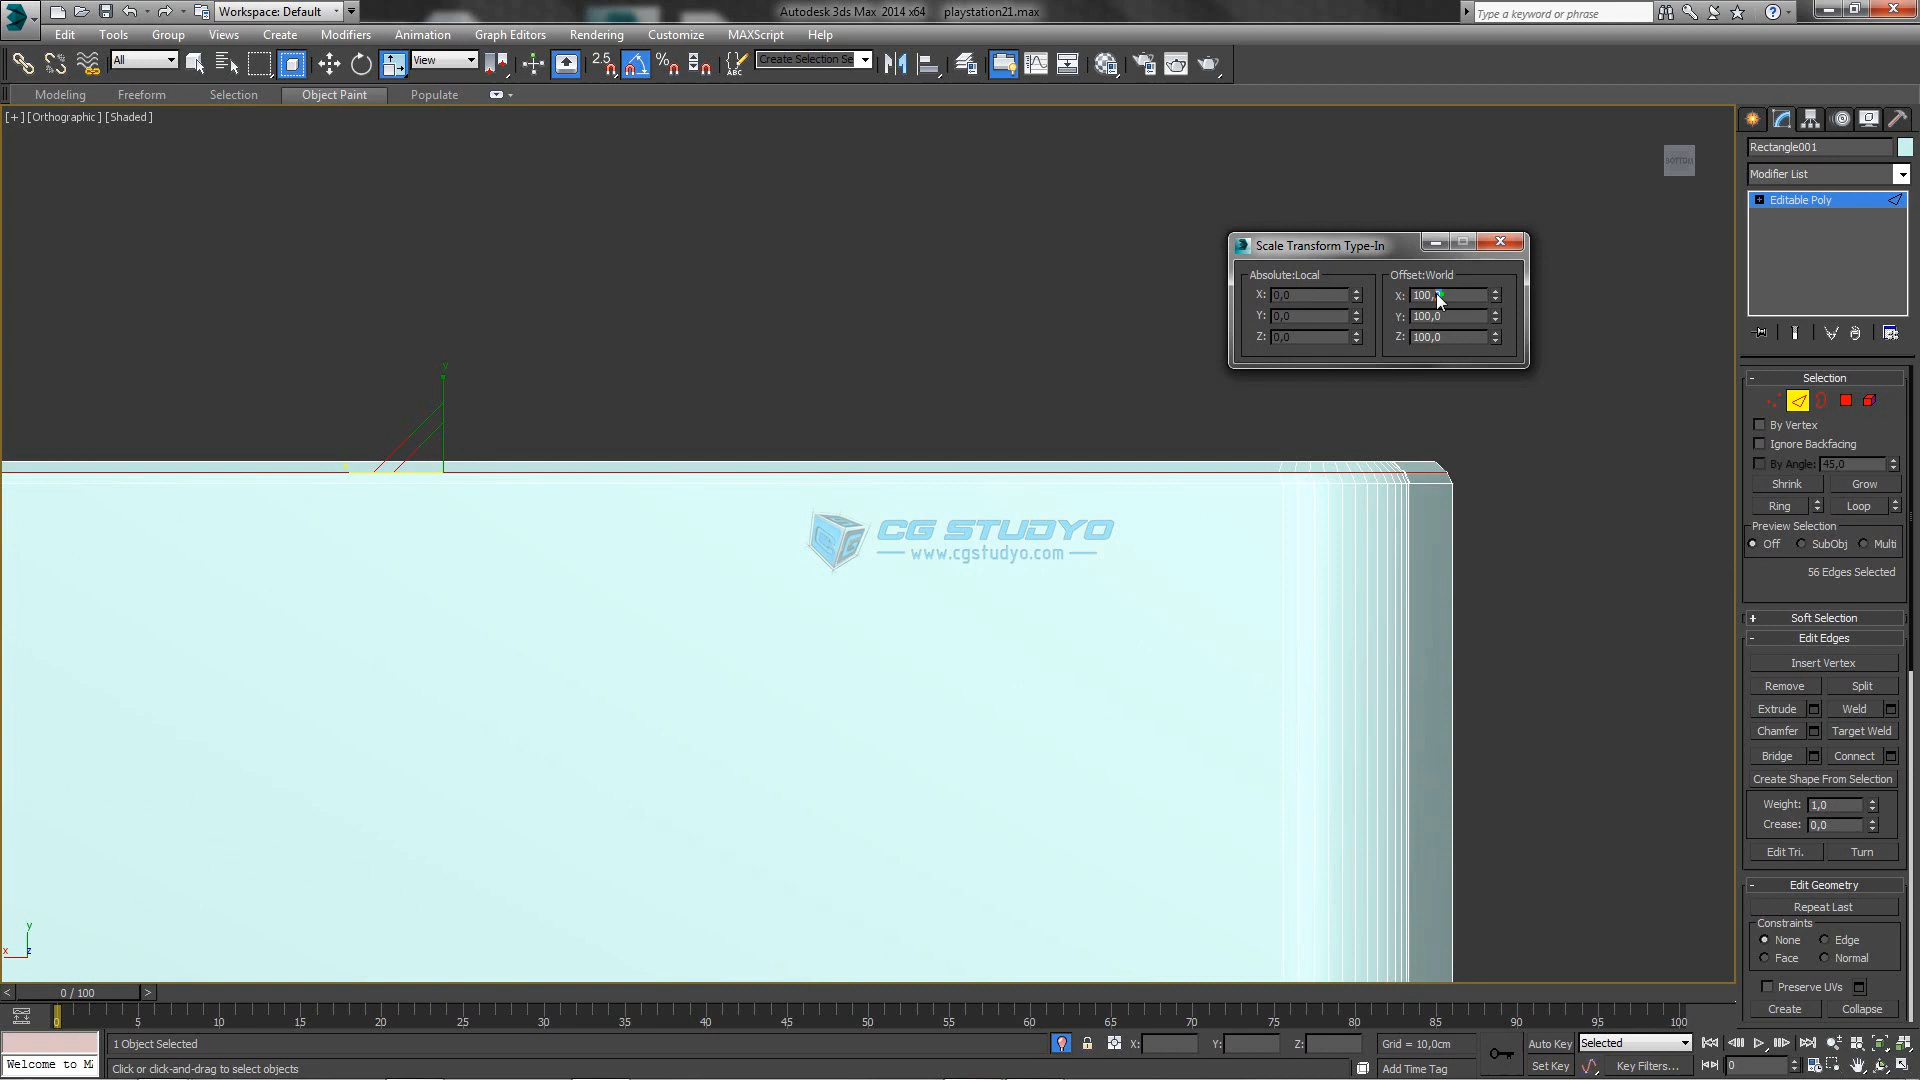 Workspace: Default
Autodesk 3ds Max 2014 x64 playstation21.max
Type a keyword or phrase
Edit Tools Group Views Create Modifiers Animation Graph Editors Rendering Customize MAXScript Help
All
View
2.5
Create Selection Se
Modeling Freeform Selection Object Paint Populate
[+] [Orthographic] [Shaded]
BOTTOM
Rectangle001
Modifier List
Editable Poly
Scale Transform Type-In
Absolute:Local
X: 0,0
Y: 0,0
Z: 0,0
Offset:World
X: 100,
Y: 100,0
Z: 100,0
y
CG STUDYO
www.cgstudyo.com
Selection
By Vertex
Ignore Backfacing
By Angle: 45,0
Shrink Grow
Ring Loop
Preview Selection
Off SubObj Multi
56 Edges Selected
Soft Selection
Edit Edges
Insert Vertex
Remove Split
Extrude Weld
Chamfer Target Weld
Bridge Connect
Create Shape From Selection
Weight: 1,0
Crease: 0,0
Edit Tri. Turn
Edit Geometry
Repeat Last
Constraints
None Edge
Face Normal
Preserve UVs
Create Collapse
y
x z
0 / 100
0 5 10 15 20 25 30 35 40 45 50 55 60 65 70 75 80 85 90 95 100
1 Object Selected
X: Y: Z:
Grid = 10,0cm
Auto Key
Selected
Welcome to M
Click or click-and-drag to select objects
Add Time Tag
Set Key
Key Filters...
0